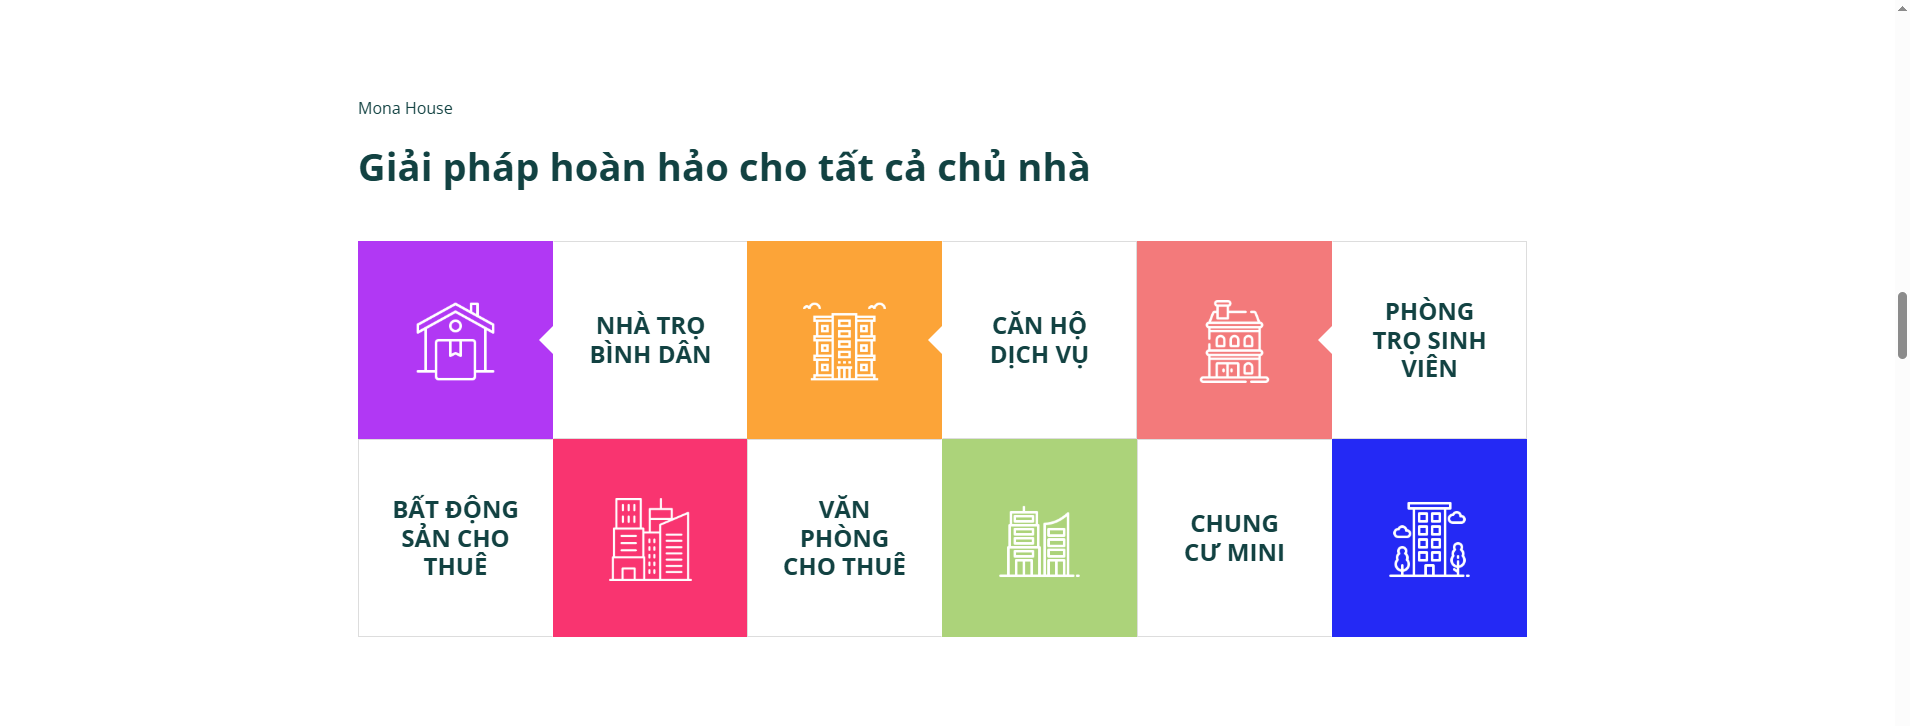 Mona House
Giải pháp hoàn hảo cho tất cả chủ nhà
NHÀ TRỌ
BÌNH DÂN
CĂN HỘ
DỊCH VỤ
PHÒNG
TRỌ SINH
VIÊN
BẤT ĐỘNG
SẢN CHO
THUÊ
VĂN
PHÒNG
CHO THUÊ
CHUNG
CƯ MINI